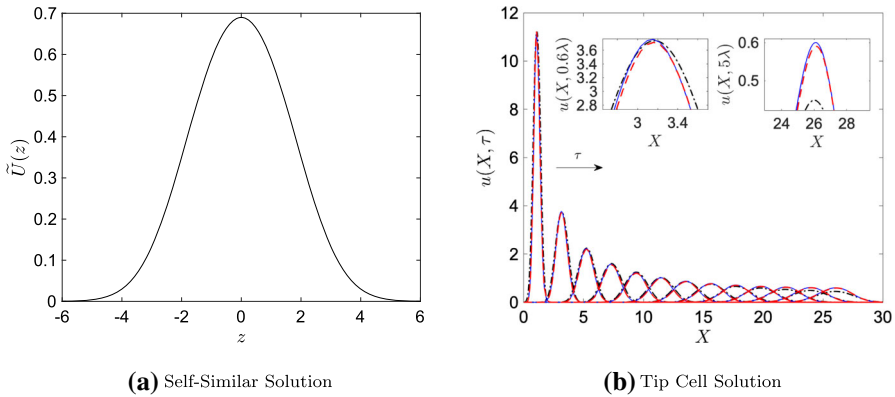 0.7
0.6
0.5
0.4
0.3
0.2
0.1
0
-6 -4 -2 0 2 4 6
z
Ũ(z)
(a) Self-Similar Solution
12
10
8
6
4
2
0
0 5 10 15 20 25 30
X
u(X, τ)
τ
3.6
3.4
3.2
3
2.8
3 3.4
X
u(X, 0.6λ)
0.6
0.5
24 26 28
X
u(X, 5λ)
(b) Tip Cell Solution